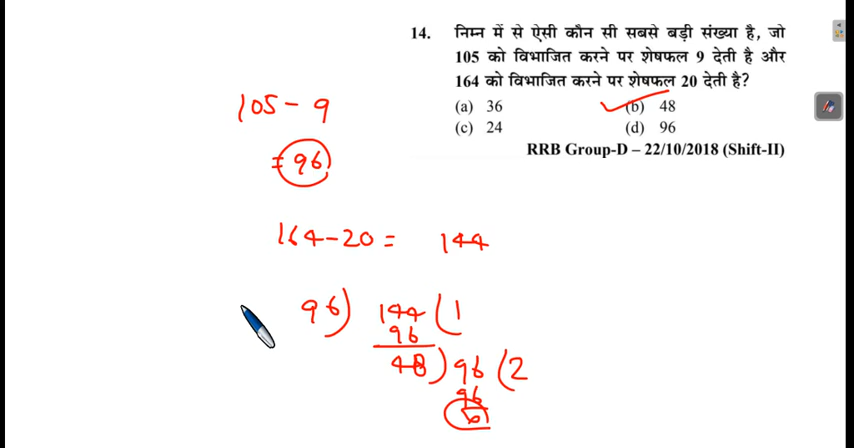 14. निम्न में से ऐसी कौन सी सबसे बड़ी संख्या है, जो
105 को विभाजित करने पर शेषफल 9 देती है और
164 को विभाजित करने पर शेषफल 20 देती है?
(a) 36 (b) 48
(c) 24 (d) 96
RRB Group-D – 22/10/2018 (Shift-II)
105 - 9
= 96
164 - 20 = 144
96) 144 (1
96
48) 96 (2
96
0